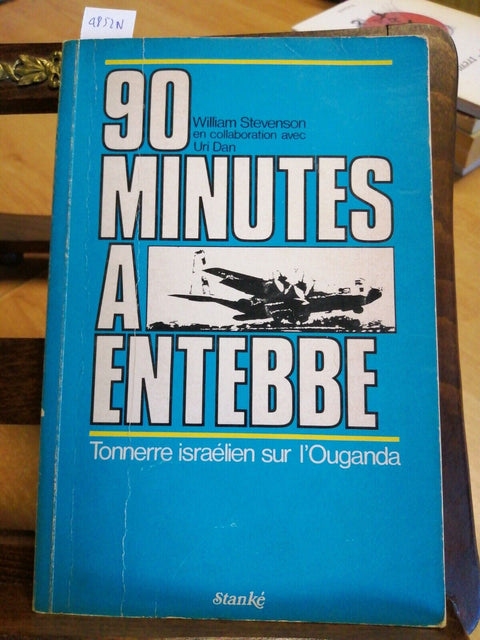 4852N
90
William Stevenson
en collaboration avec
Uri Dan
MINUTES
A
ENTEBBE
Tonnerre israélien sur l'Ouganda
Stanké